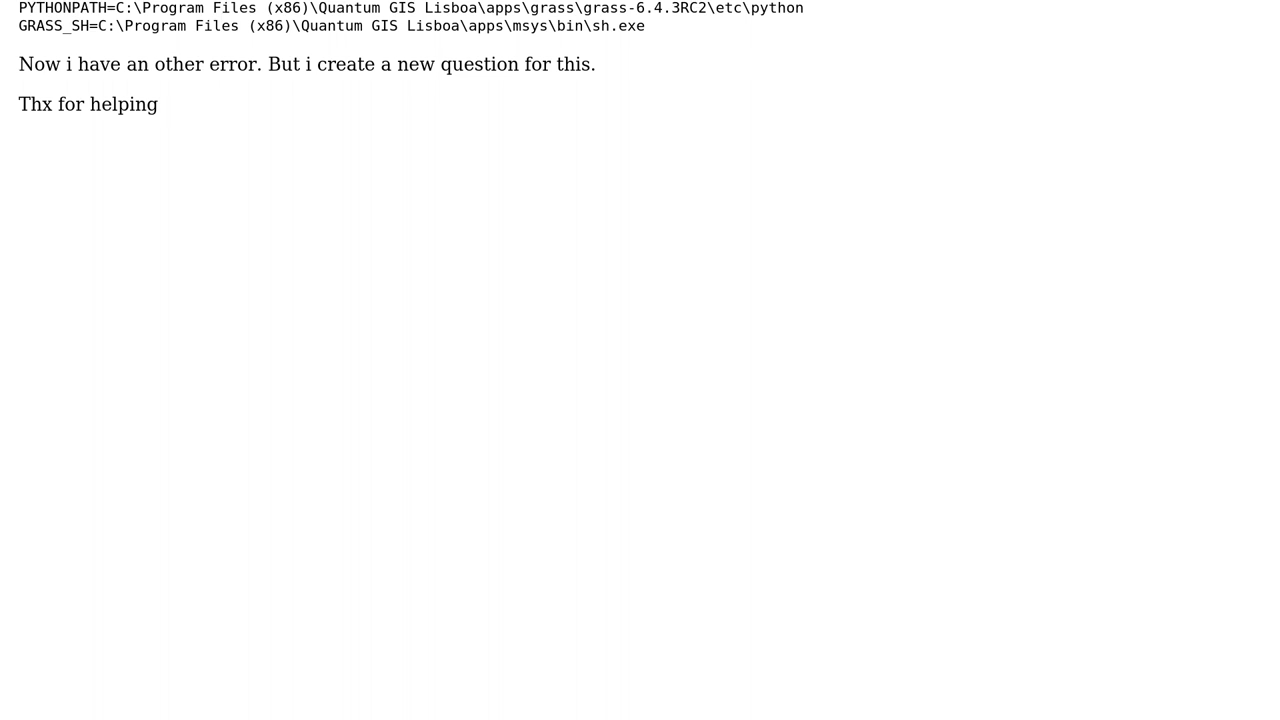 PYTHONPATH=C:\Program Files (x86)\Quantum GIS Lisboa\apps\grass\grass-6.4.3RC2\etc\python
GRASS_SH=C:\Program Files (x86)\Quantum GIS Lisboa\apps\msys\bin\sh.exe
Now i have an other error. But i create a new question for this.
Thx for helping